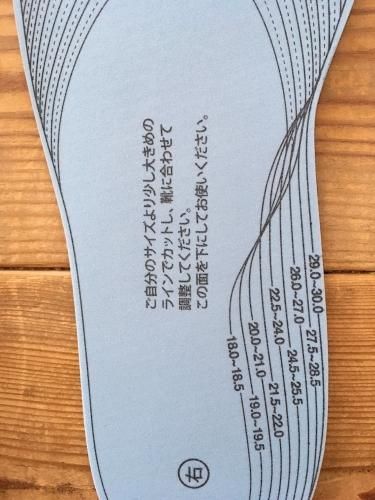 ご自分のサイズより少し大きめの
ラインでカットし、靴に合わせて
調整してください。
この面を下にしてお使いください。
29.0~30.0
27.5~28.5
26.0~27.0
24.5~25.5
22.5~24.0
21.5~22.0
20.0~21.0
19.0~19.5
18.0~18.5
右